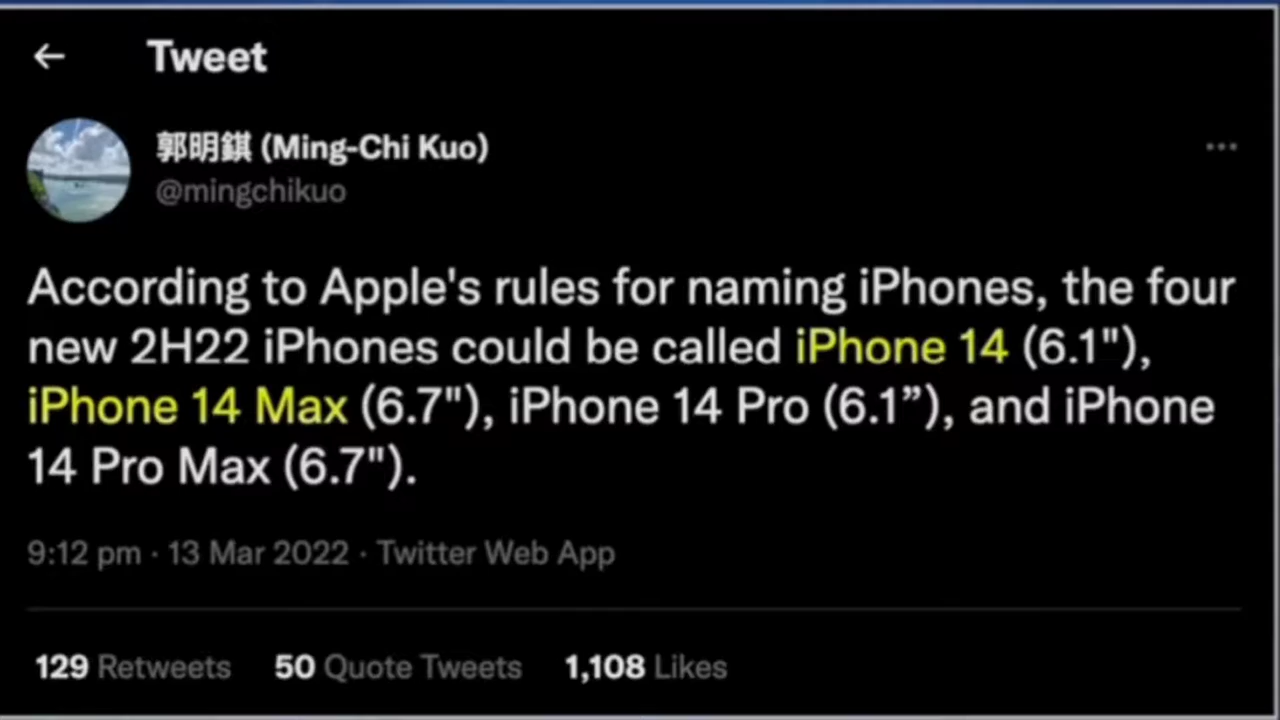 Tweet
郭明錤 (Ming-Chi Kuo)
@mingchikuo
According to Apple's rules for naming iPhones, the four
new 2H22 iPhones could be called iPhone 14 (6.1"),
iPhone 14 Max (6.7"), iPhone 14 Pro (6.1”), and iPhone
14 Pro Max (6.7").
9:12 pm · 13 Mar 2022 · Twitter Web App
129 Retweets 50 Quote Tweets 1,108 Likes